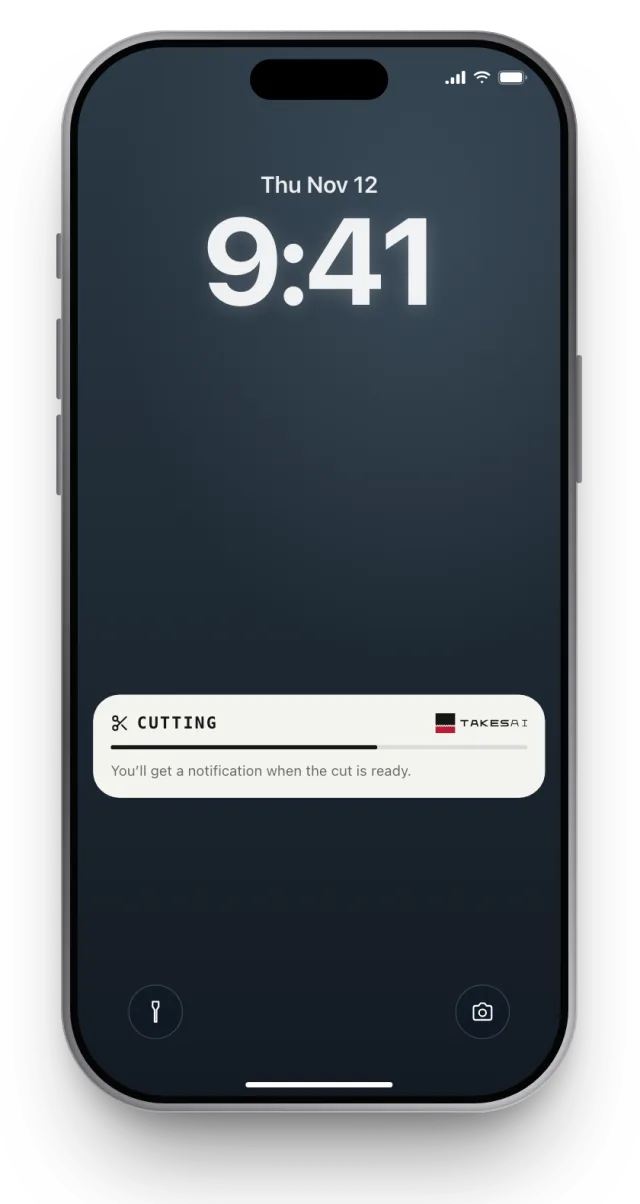 Thu Nov 12
9:41
CUTTING
TAKESAI
You’ll get a notification when the cut is ready.